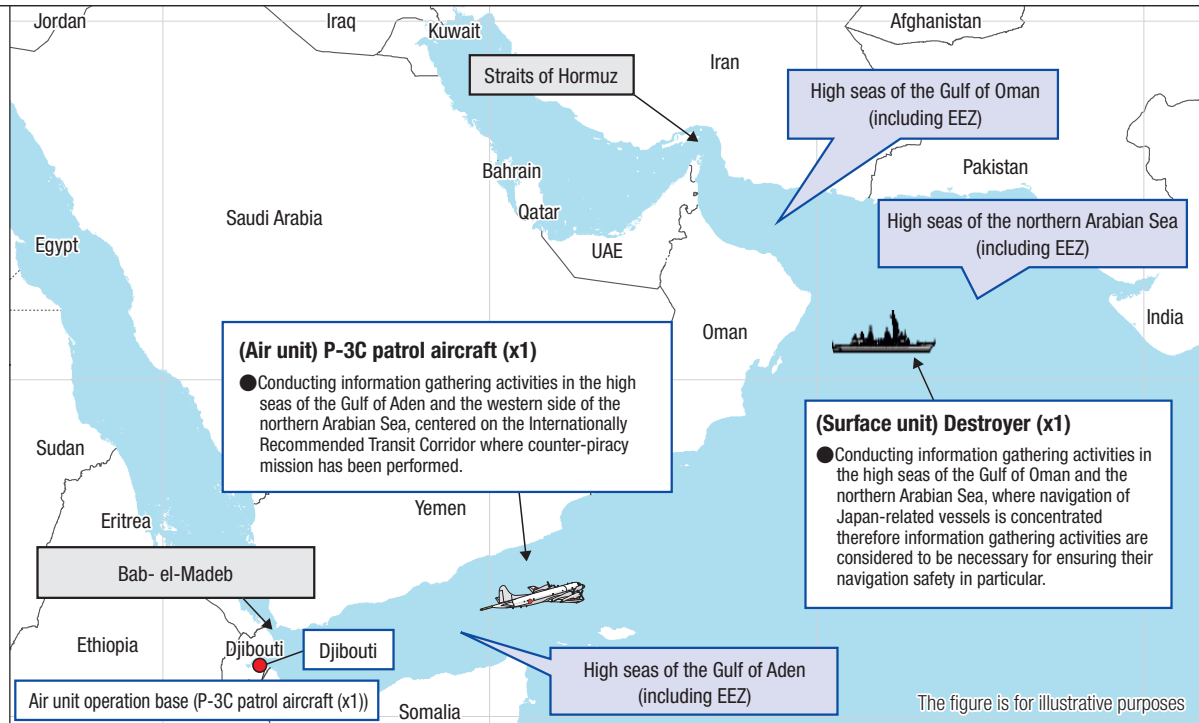 Jordan
Iraq
Kuwait
Afghanistan
Iran
Straits of Hormuz
High seas of the Gulf of Oman
(including EEZ)
Bahrain
Pakistan
Qatar
Saudi Arabia
High seas of the northern Arabian Sea
(including EEZ)
Egypt
UAE
India
Oman
(Air unit) P-3C patrol aircraft (x1)
●Conducting information gathering activities in the high
seas of the Gulf of Aden and the western side of the
northern Arabian Sea, centered on the Internationally
Recommended Transit Corridor where counter-piracy
mission has been performed.
(Surface unit) Destroyer (x1)
●Conducting information gathering activities in
the high seas of the Gulf of Oman and the
northern Arabian Sea, where navigation of
Japan-related vessels is concentrated
therefore information gathering activities are
considered to be necessary for ensuring their
navigation safety in particular.
Sudan
Yemen
Eritrea
Bab- el-Madeb
Ethiopia
Djibouti
Djibouti
High seas of the Gulf of Aden
(including EEZ)
Air unit operation base (P-3C patrol aircraft (x1))
Somalia
The figure is for illustrative purposes